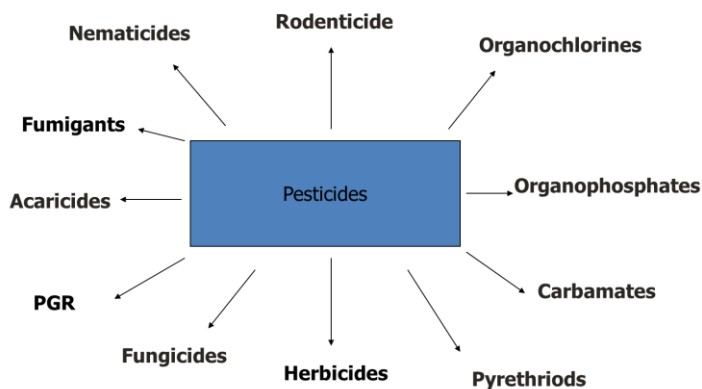 Nematicides
Rodenticide
Organochlorines
Fumigants
Acaricides
Pesticides
Organophosphates
PGR
Carbamates
Fungicides
Herbicides
Pyrethriods